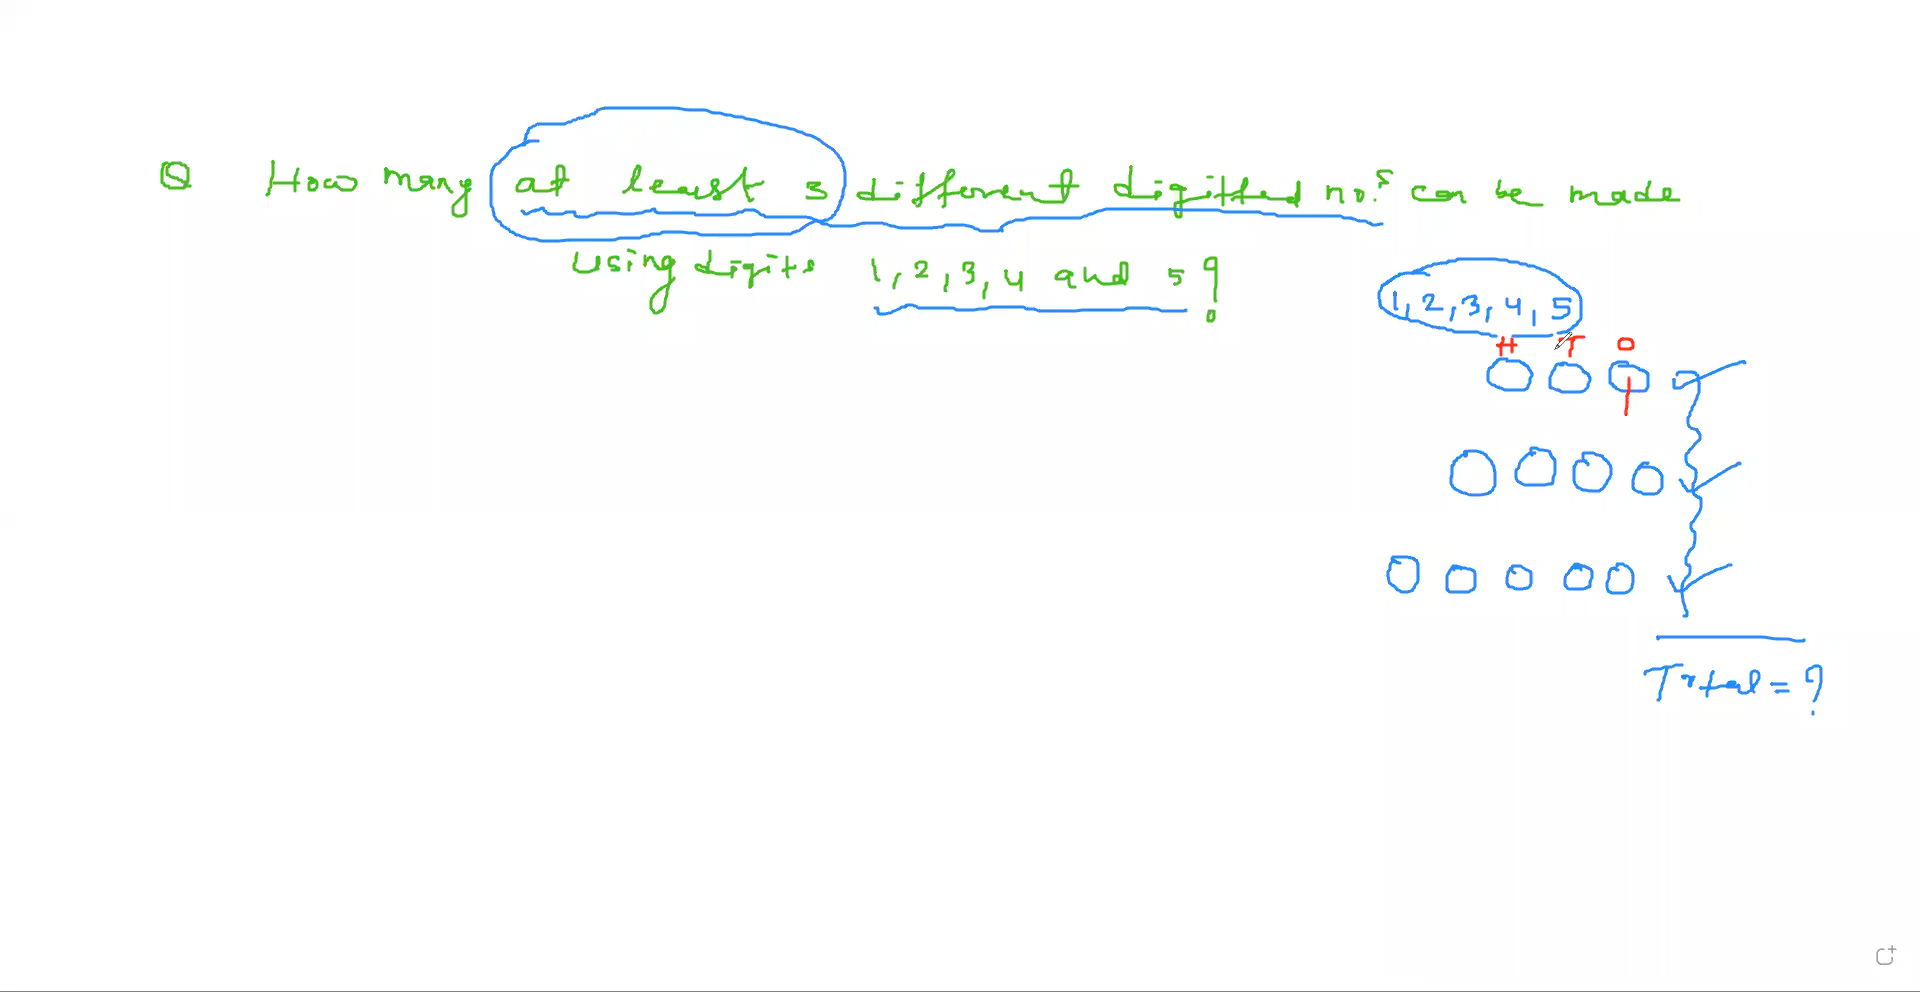 Q How many at least 3 different digitted no.s can be made
using digits 1, 2, 3, 4 and 5?
1, 2, 3, 4, 5
H T O
Total = ?